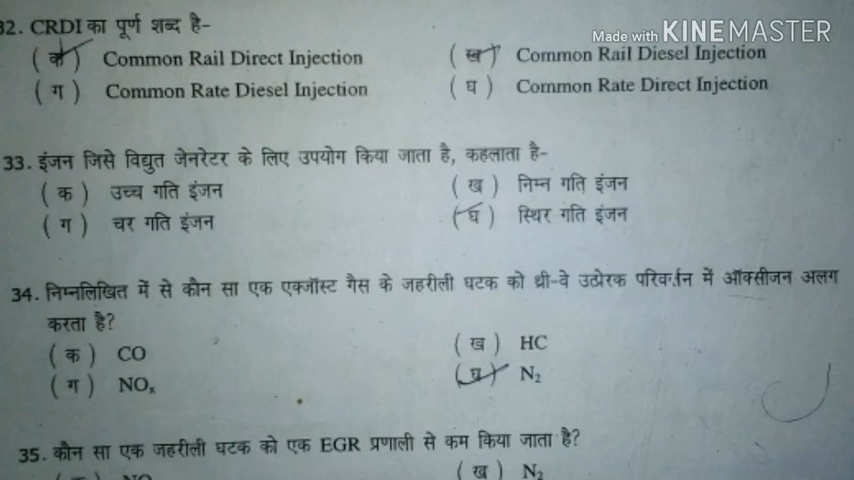 Made with KINEMASTER
32. CRDI का पूर्ण शब्द है-
( क ) Common Rail Direct Injection ( ख ) Common Rail Diesel Injection
( ग ) Common Rate Diesel Injection ( घ ) Common Rate Direct Injection
33. इंजन जिसे विद्युत जेनरेटर के लिए उपयोग किया जाता है, कहलाता है-
( क ) उच्च गति इंजन ( ख ) निम्न गति इंजन
( ग ) चर गति इंजन ( घ ) स्थिर गति इंजन
34. निम्नलिखित में से कौन सा एक एक्जॉस्ट गैस के जहरीली घटक को थ्री-वे उत्प्रेरक परिवर्तन में ऑक्सीजन अलग
करता है?
( क ) CO ( ख ) HC
( ग ) NOₓ ( घ ) N₂
35. कौन सा एक जहरीली घटक को एक EGR प्रणाली से कम किया जाता है?
( ख ) N₂